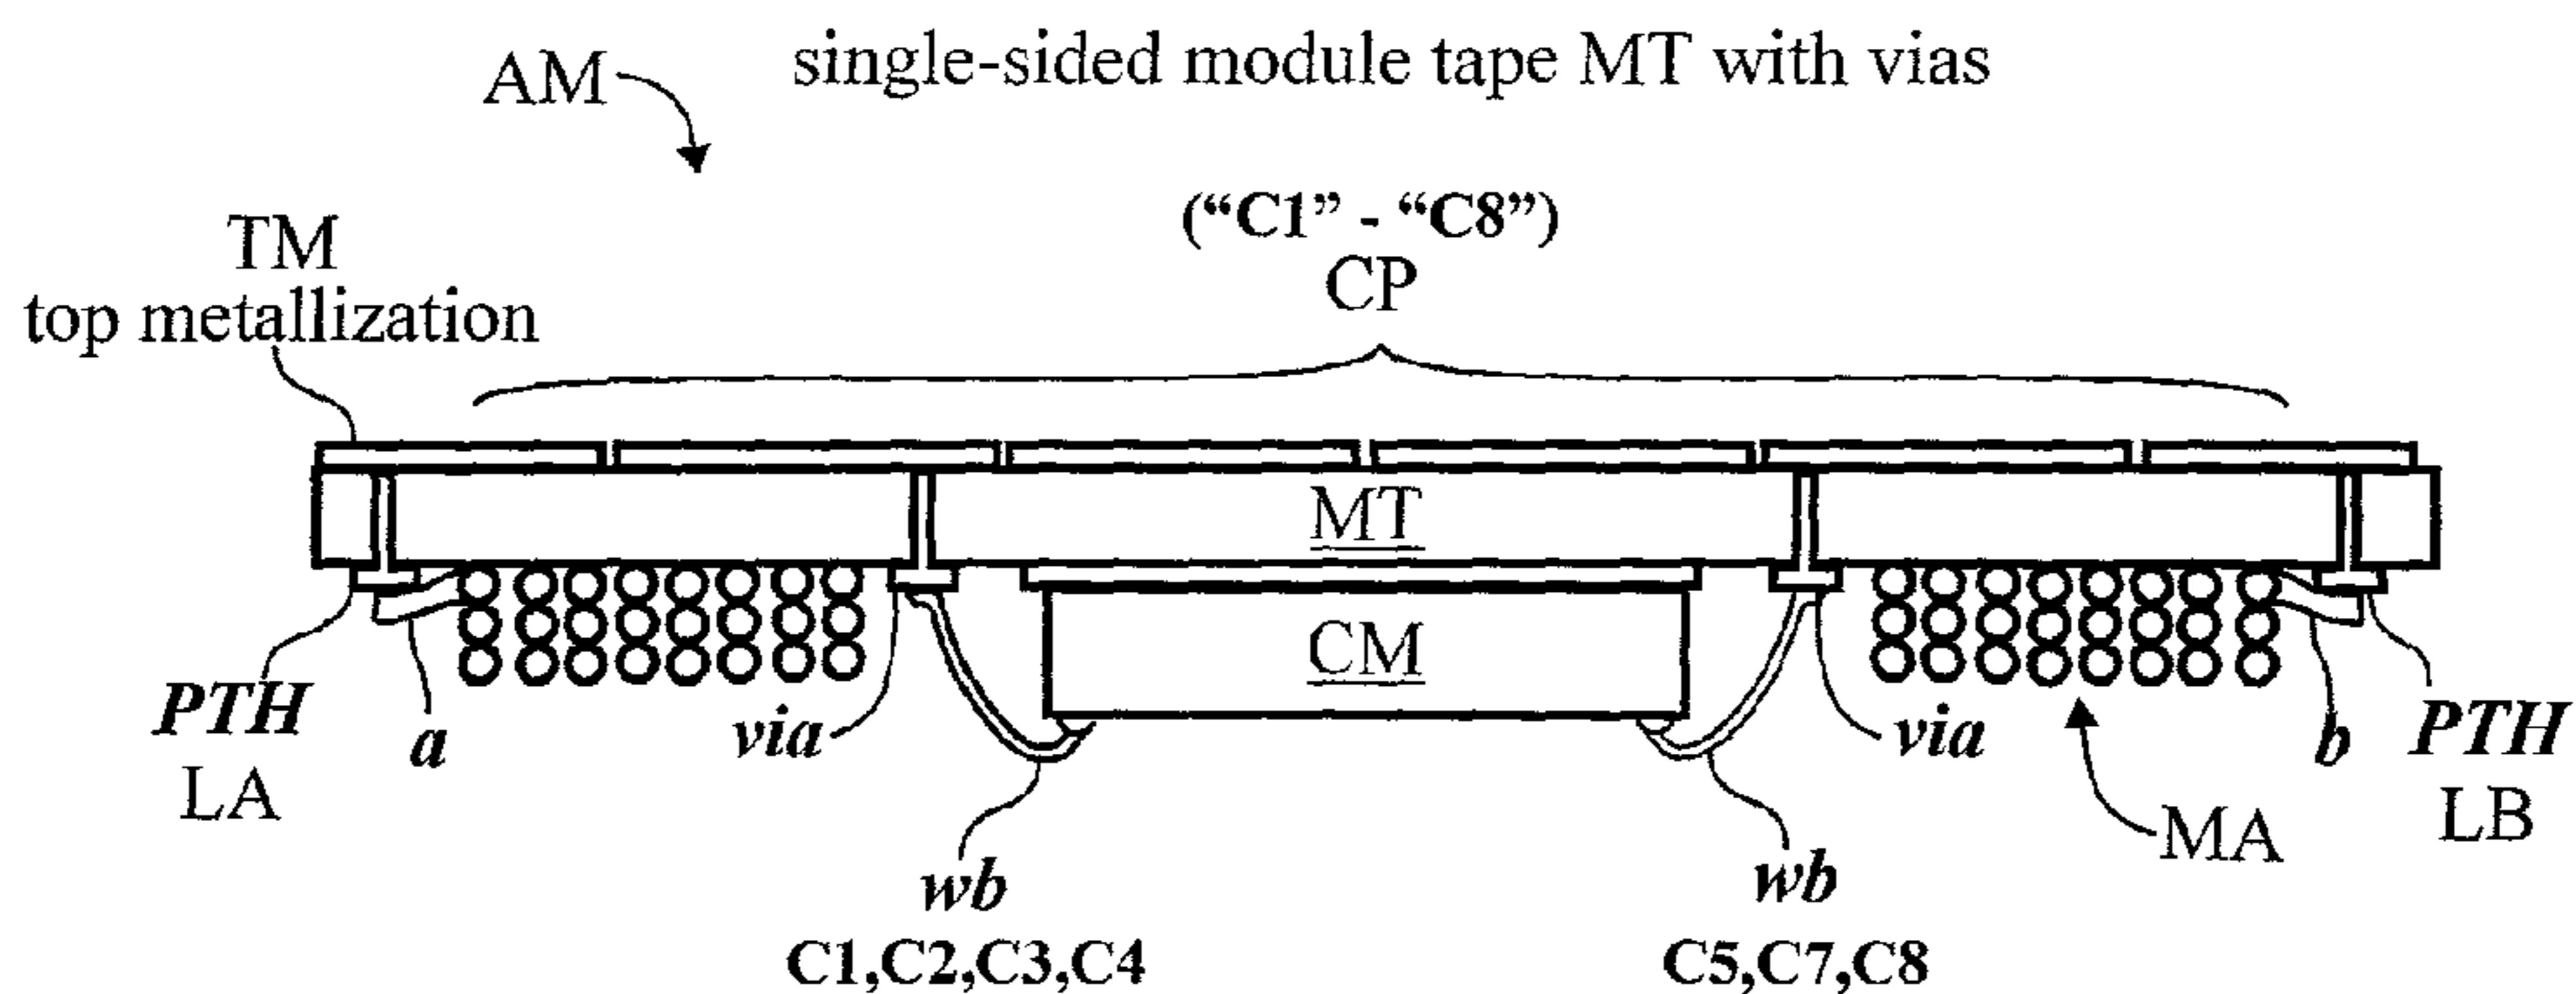 AM
single-sided module tape MT with vias
(“C1” - “C8”)
CP
TM
top metallization
MT
CM
PTH
LA
a
via
via
b
PTH
LB
MA
wb
C1,C2,C3,C4
wb
C5,C7,C8